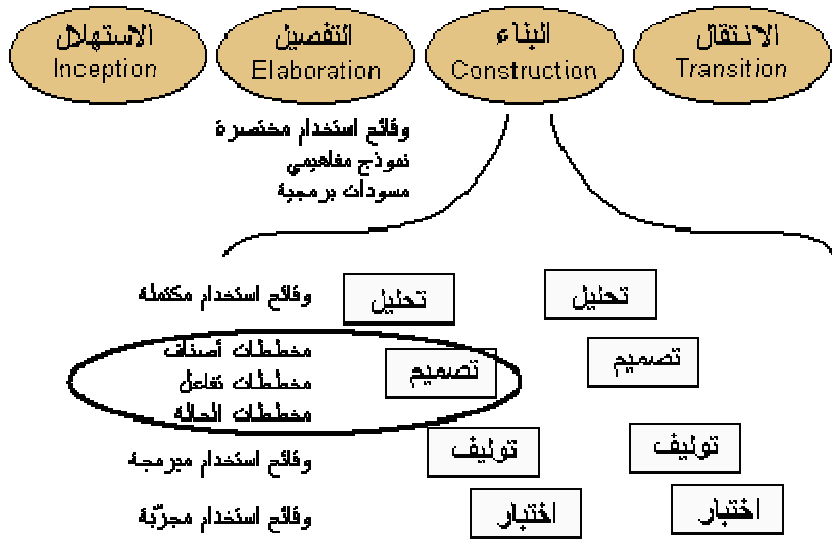 الاستهلال
Inception
التفصيل
Elaboration
البناء
Construction
الانتقال
Transition
وقائع استخدام مختصرة
نموذج مفاهيمي
مسودات برمجية
وقائع استخدام مكتملة
تحليل
تحليل
مخططات أصناف
مخططات تفاعل
مخططات الحاله
تصميم
تصميم
وقائع استخدام مبرمجة
توليف
توليف
وقائع استخدام مجرّبة
اختبار
اختبار